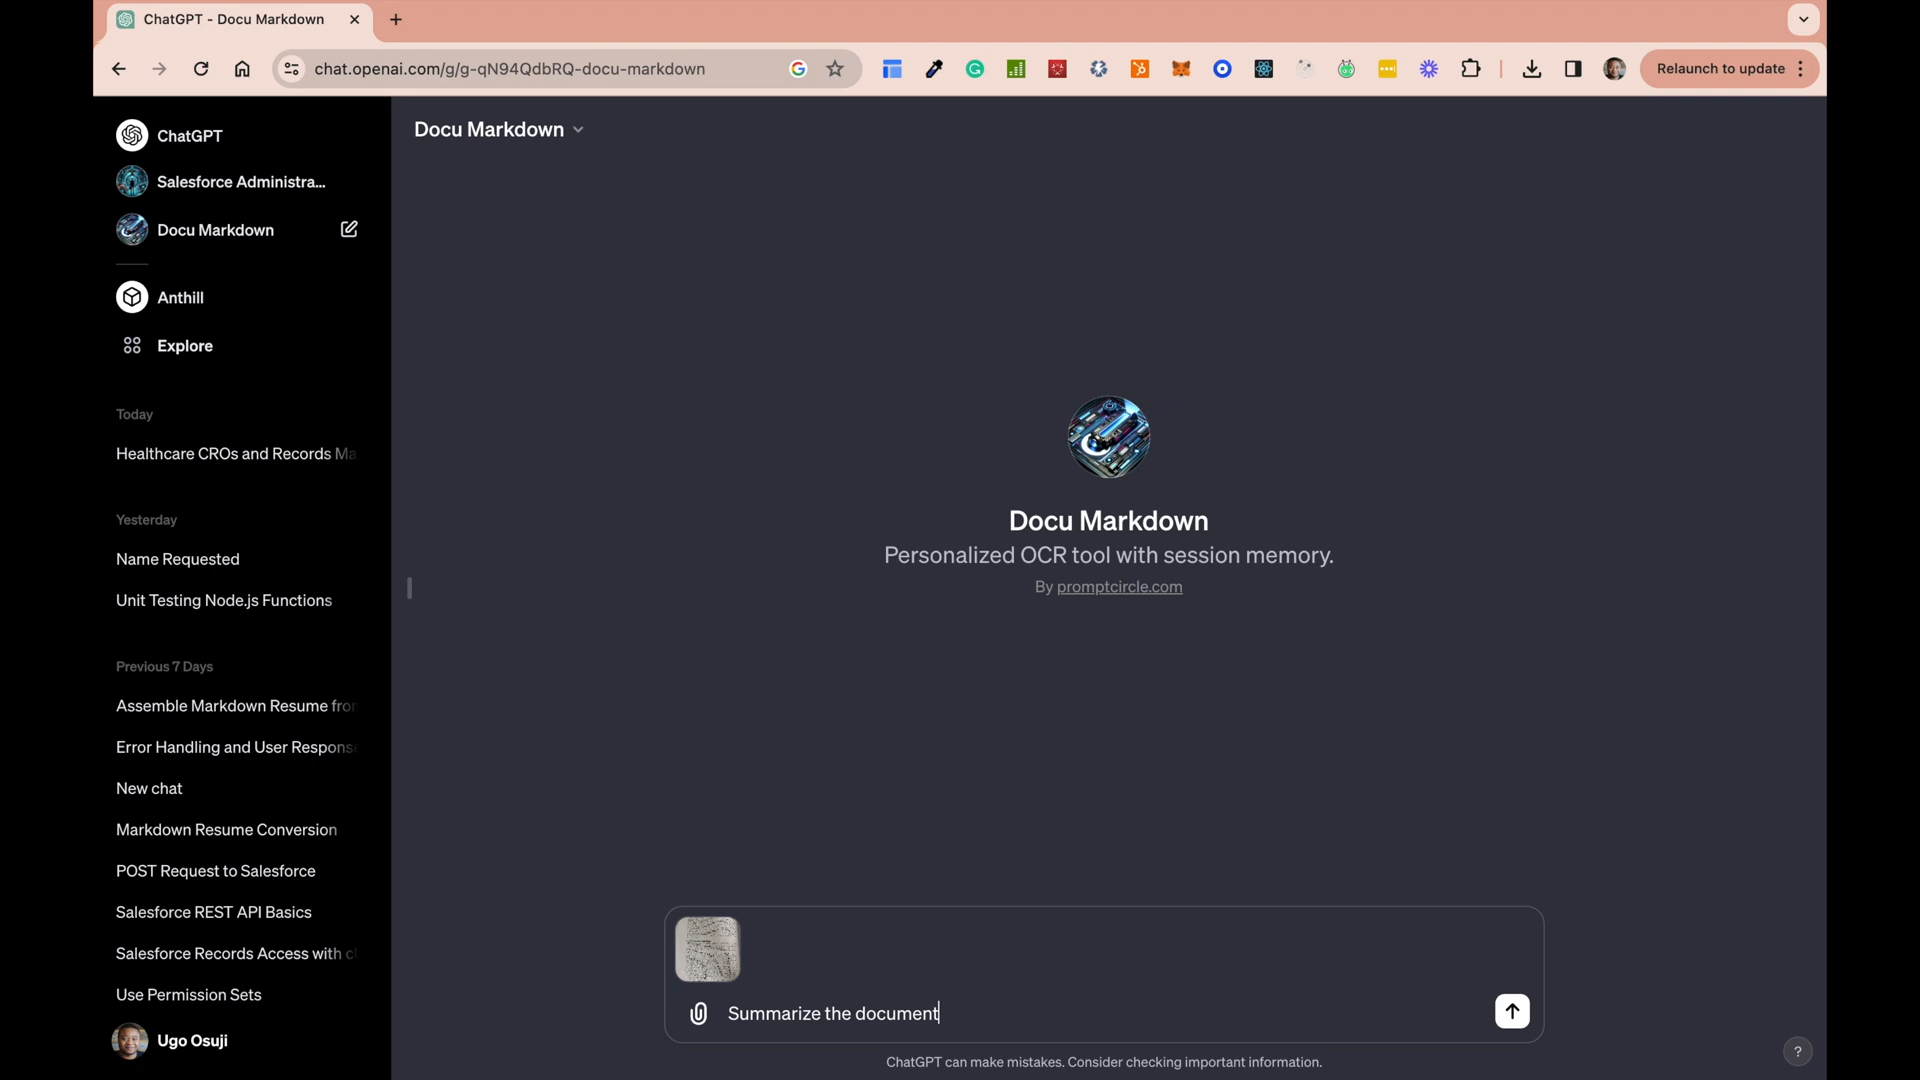 ChatGPT - Docu Markdown
chat.openai.com/g/g-qN94QdbRQ-docu-markdown
Relaunch to update
ChatGPT
Salesforce Administra...
Docu Markdown
Anthill
Explore
Today
Healthcare CROs and Records Ma
Yesterday
Name Requested
Unit Testing Node.js Functions
Previous 7 Days
Assemble Markdown Resume from
Error Handling and User Response
New chat
Markdown Resume Conversion
POST Request to Salesforce
Salesforce REST API Basics
Salesforce Records Access with
Use Permission Sets
Ugo Osuji
Docu Markdown
Docu Markdown
Personalized OCR tool with session memory.
By promptcircle.com
Summarize the document
ChatGPT can make mistakes. Consider checking important information.
?